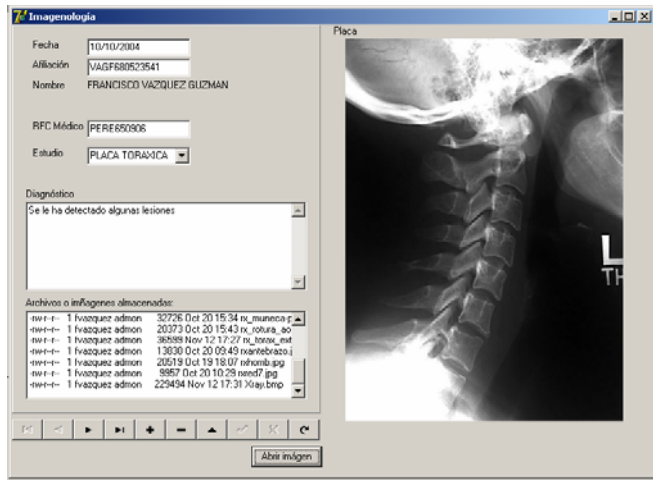 Imagenología
Fecha 10/10/2004
Afiliación VAGF680523541
Nombre FRANCISCO VAZQUEZ GUZMAN
RFC Médico PERE650906
Estudio PLACA TORAXICA
Diagnóstico
Se le ha detectado algunas lesiones
Archivos o imñagenes almacenadas:
-rw-r--r-- 1 fvazquez admon 32726 Oct 20 15:34 rx_muneca-p
-rw-r--r-- 1 fvazquez admon 20373 Oct 20 15:43 rx_rotura_ao
-rw-r--r-- 1 fvazquez admon 36599 Nov 12 17:27 rx_torax_ext
-rw-r--r-- 1 fvazquez admon 13830 Oct 20 09:49 rxantebrazo.j
-rw-r--r-- 1 fvazquez admon 20519 Oct 19 18:07 rxhomb.jpg
-rw-r--r-- 1 fvazquez admon 9957 Oct 20 10:29 rxred7.jpg
-rw-r--r-- 1 fvazquez admon 229494 Nov 12 17:31 Xray.bmp
Abrir imágen
Placa
L
TH